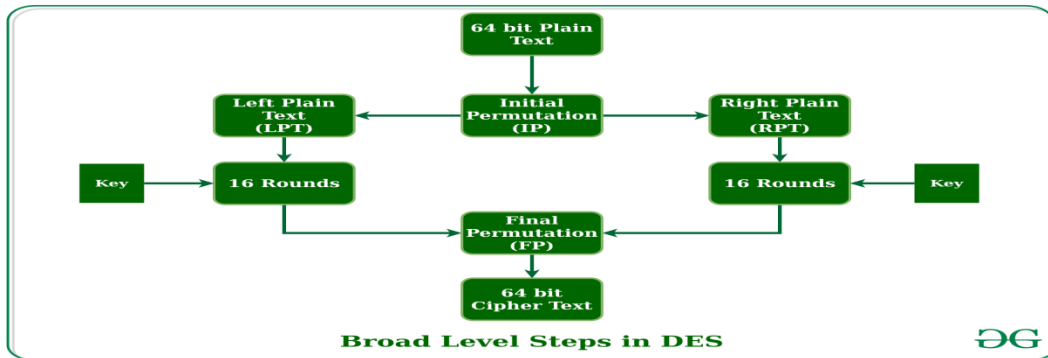 64 bit Plain
Text
Left Plain
Text
(LPT)
Initial
Permutation
(IP)
Right Plain
Text
(RPT)
Key
16 Rounds
16 Rounds
Key
Final
Permutation
(FP)
64 bit
Cipher Text
Broad Level Steps in DES